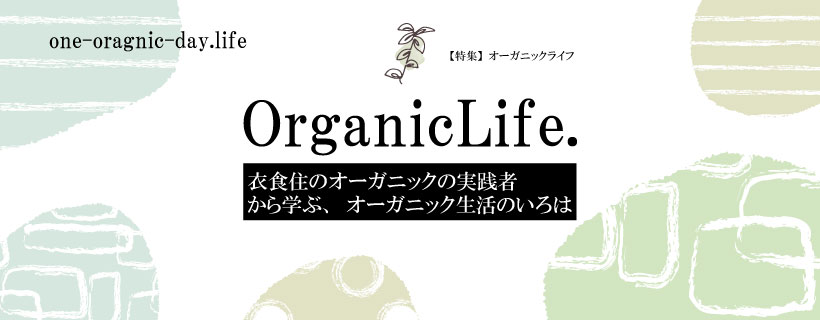 one-oragnic-day.life
【特集】 オーガニックライフ
OrganicLife.
衣食住のオーガニックの実践者
から学ぶ、オーガニック生活のいろは